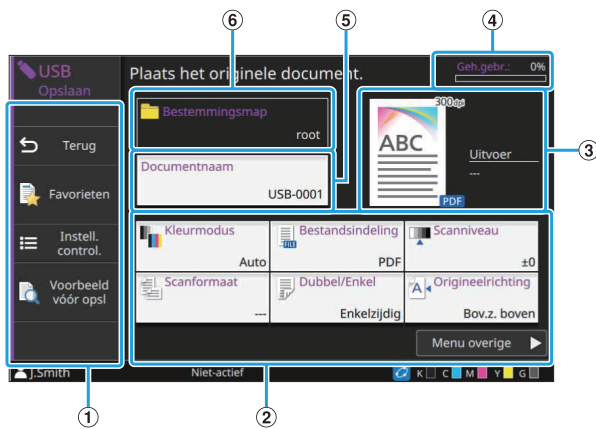 ⑥ ⑤ ④
USB
Opslaan
Plaats het originele document.
Geh.gebr.: 0%
Bestemmingsmap
root
300dpi
ABC
PDF
Uitvoer
---
③
Terug
Documentnaam
USB-0001
Favorieten
Instell.
control.
Voorbeeld
vóór opsl
Kleurmodus
Auto
Bestandsindeling
FILE
PDF
Scanniveau
±0
Scanformaat
---
Dubbel/Enkel
Enkelzijdig
A
Origineelrichting
Bov.z. boven
Menu overige
J.Smith
Niet-actief
K C M Y G
① ②